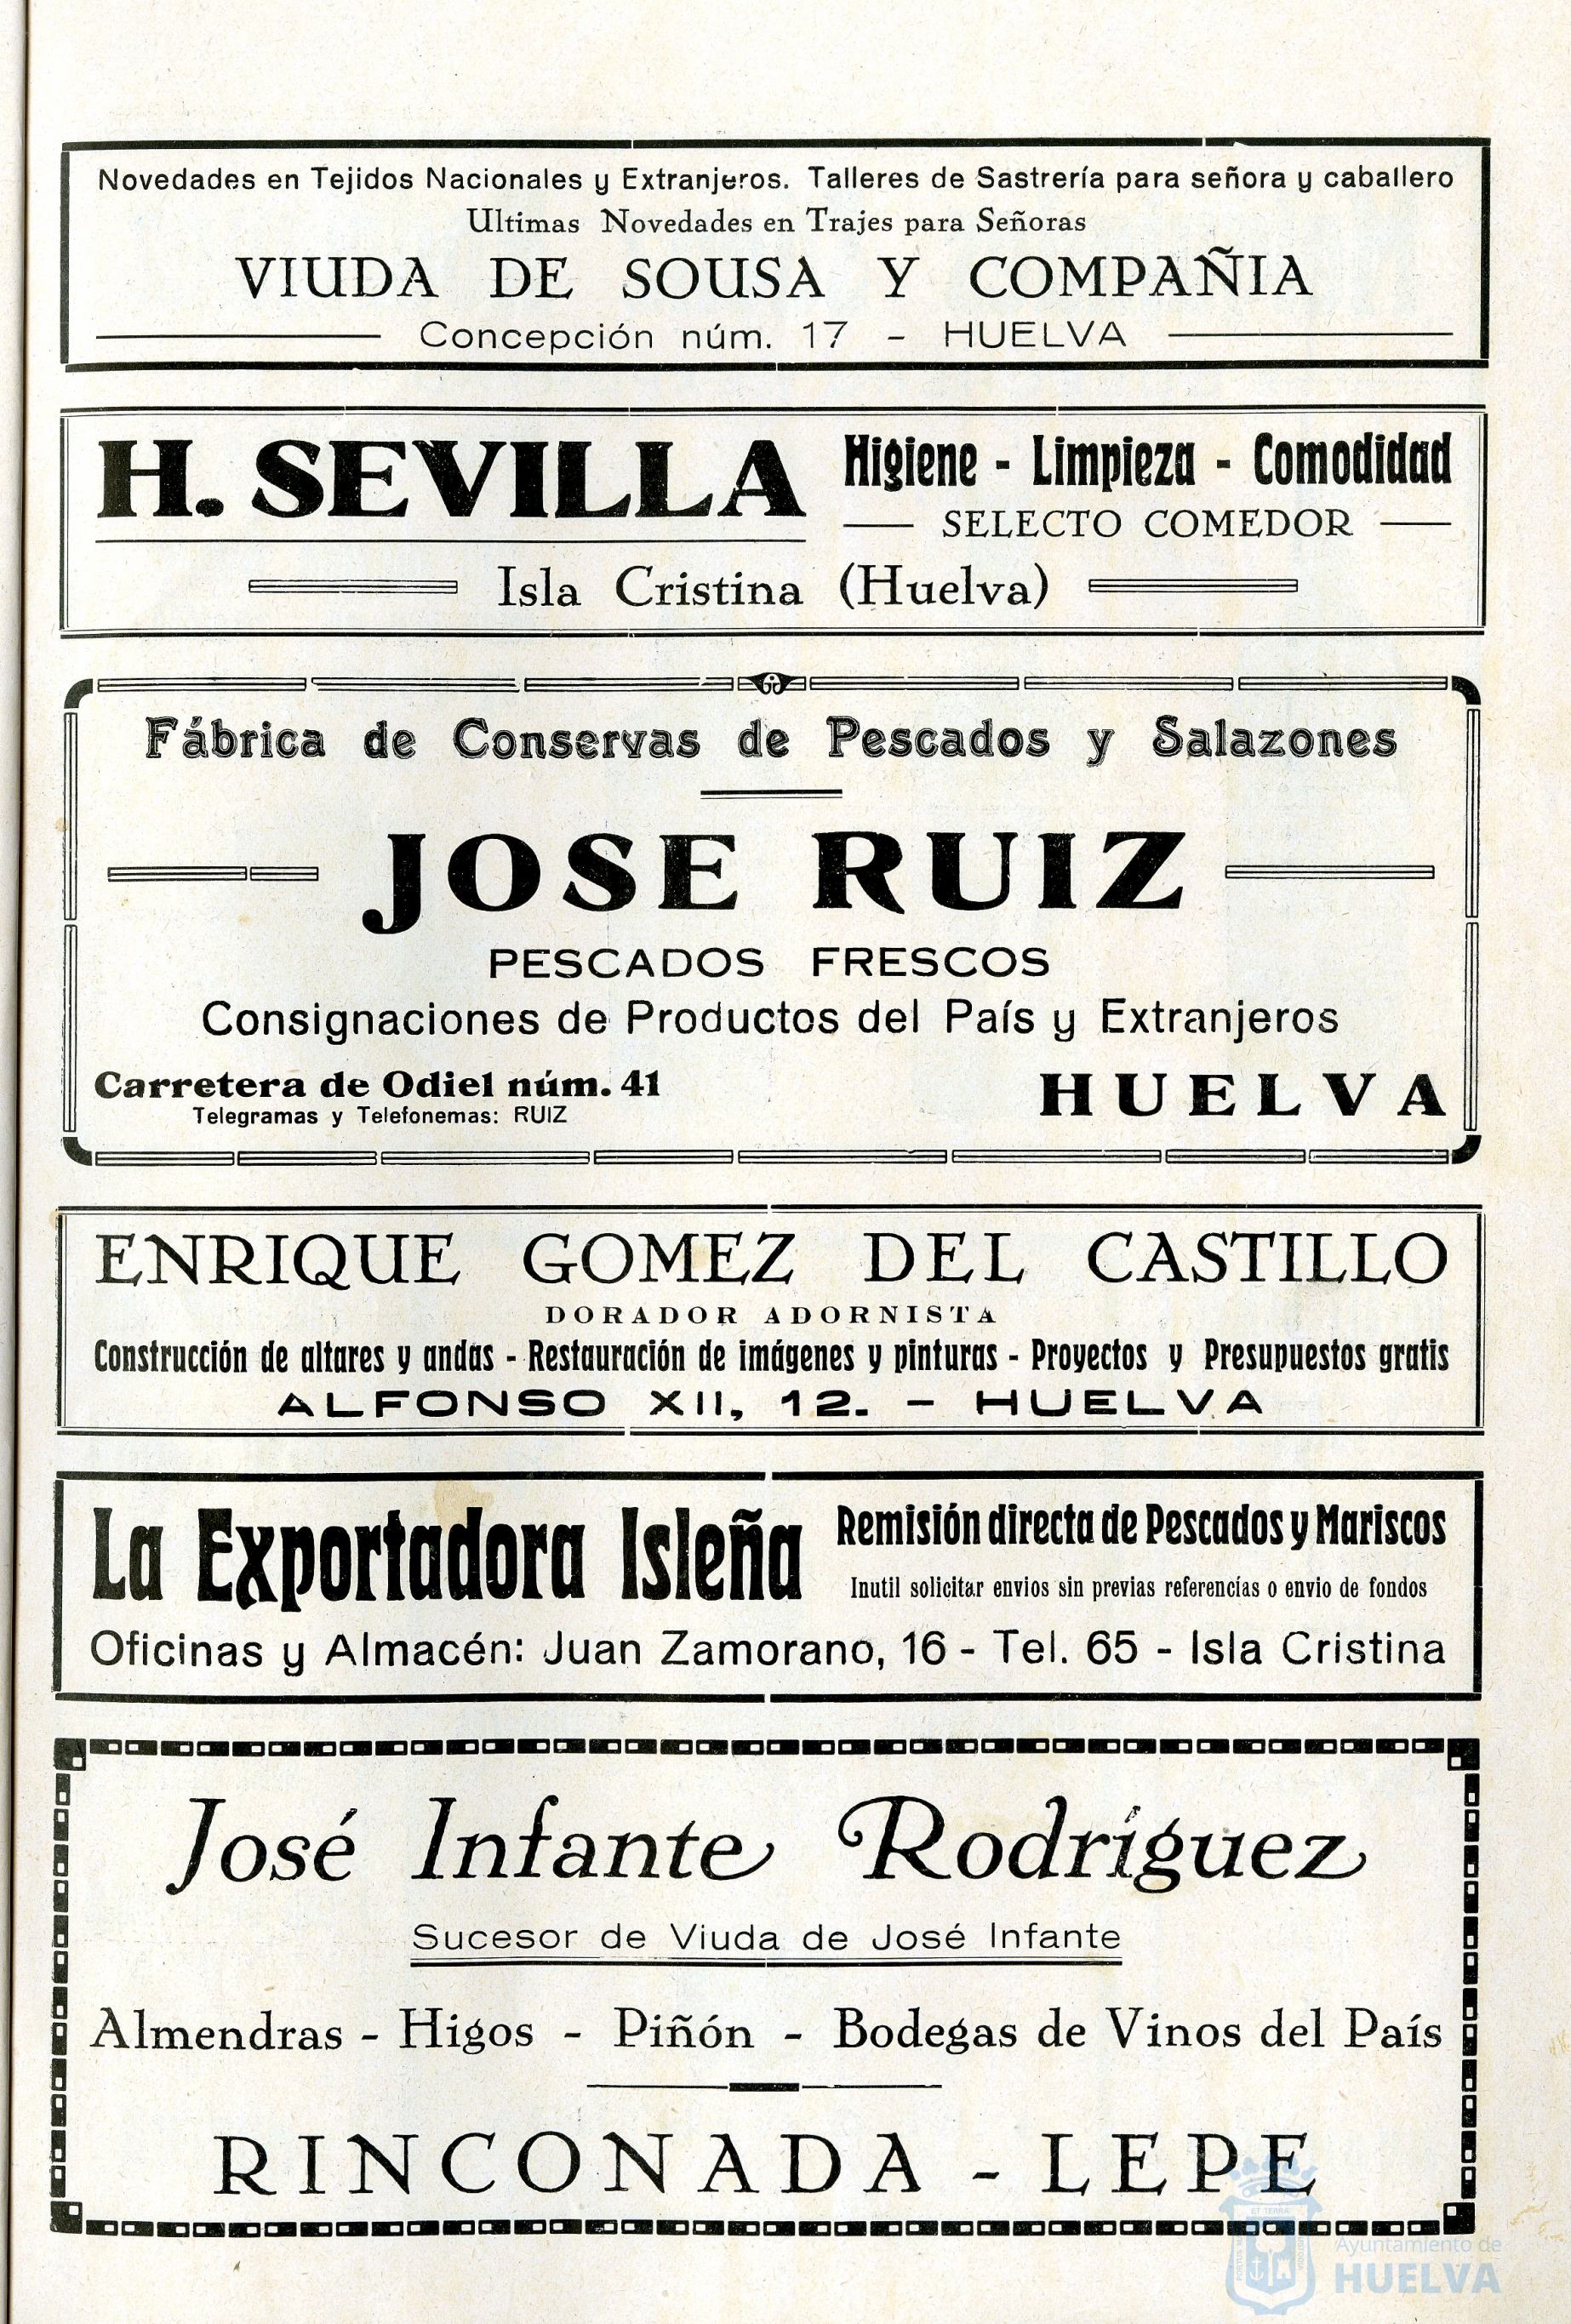 Novedades en Tejidos Nacionales y Extranjeros. Talleres de Sastrería para señora y caballero
Ultimas Novedades en Trajes para Señoras
VIUDA DE SOUSA Y COMPAÑIA
Concepción núm. 17 - HUELVA
H. SEVILLA
Higiene - Limpieza - Comodidad
SELECTO COMEDOR
Isla Cristina (Huelva)
Fábrica de Conservas de Pescados y Salazones
JOSE RUIZ
PESCADOS FRESCOS
Consignaciones de Productos del País y Extranjeros
Carretera de Odiel núm. 41
Telegramas y Telefonemas: RUIZ
HUELVA
ENRIQUE GOMEZ DEL CASTILLO
DORADOR ADORNISTA
Construcción de altares y andas - Restauración de imágenes y pinturas - Proyectos y Presupuestos gratis
ALFONSO XII, 12. - HUELVA
La Exportadora Isleña
Remisión directa de Pescados y Mariscos
Inutil solicitar envios sin previas referencias o envio de fondos
Oficinas y Almacén: Juan Zamorano, 16 - Tel. 65 - Isla Cristina
José Infante Rodríguez
Sucesor de Viuda de José Infante
Almendras - Higos - Piñón - Bodegas de Vinos del País
RINCONADA - LEPE
Ayuntamiento de
HUELVA